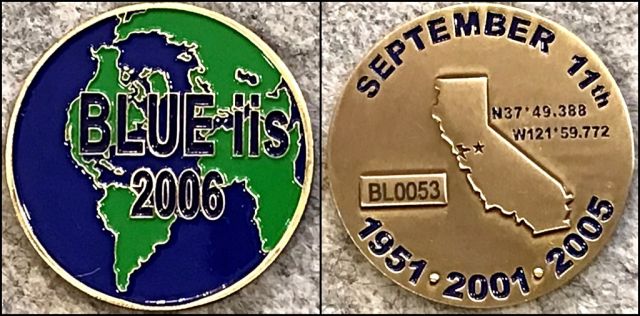 BLUE iis
2006
SEPTEMBER 11th
N37°49.388
W121°59.772
BL0053
1951·2001·2005